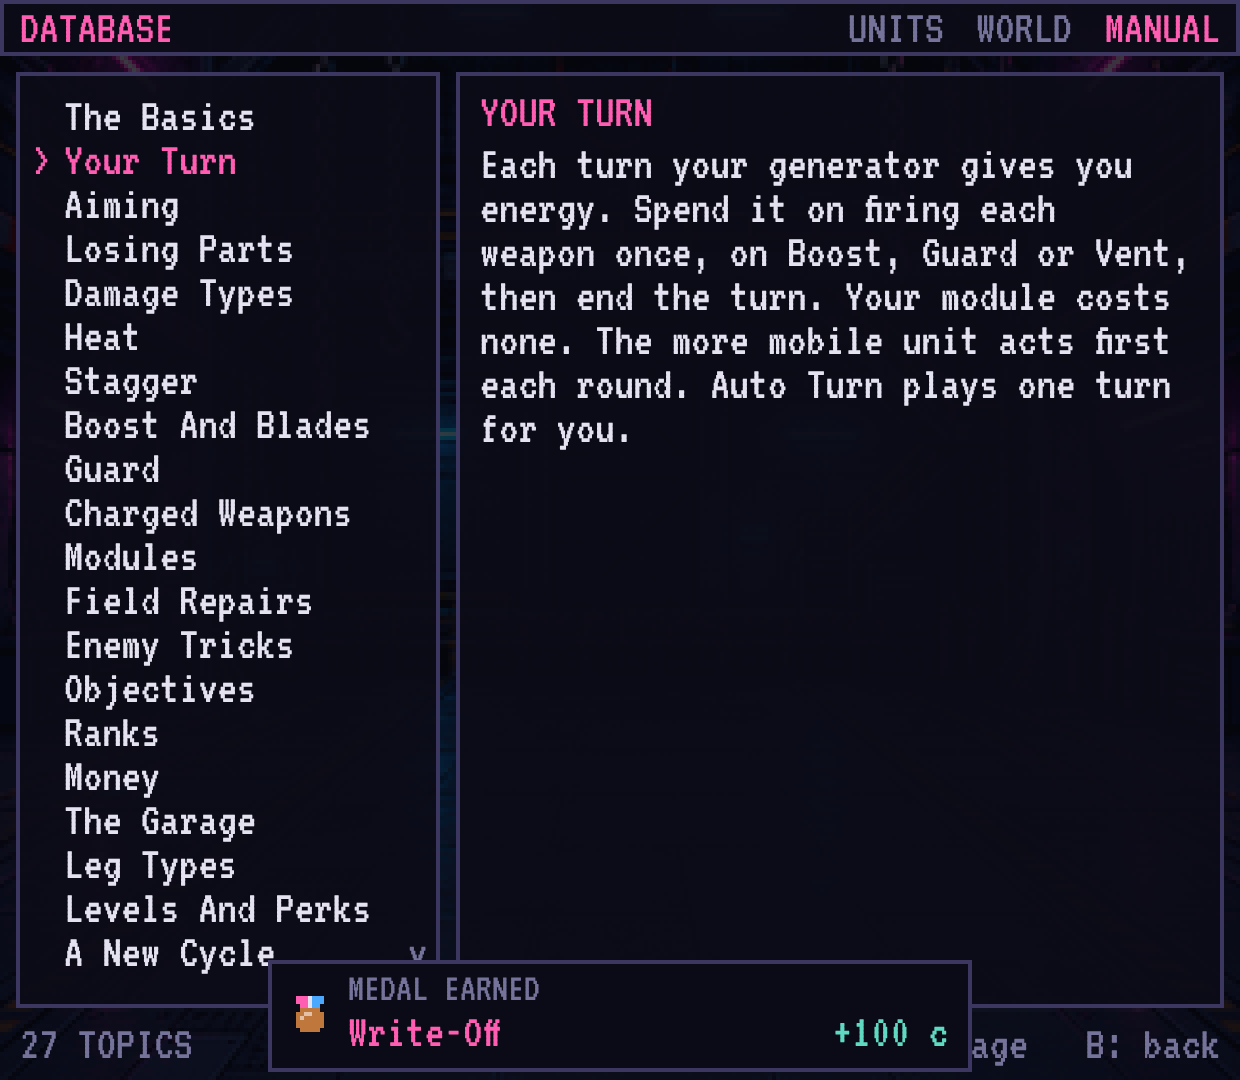 DATABASE
UNITS WORLD MANUAL
The Basics
> Your Turn
Aiming
Losing Parts
Damage Types
Heat
Stagger
Boost And Blades
Guard
Charged Weapons
Modules
Field Repairs
Enemy Tricks
Objectives
Ranks
Money
The Garage
Leg Types
Levels And Perks
A New Cycle
v
YOUR TURN
Each turn your generator gives you
energy. Spend it on firing each
weapon once, on Boost, Guard or Vent,
then end the turn. Your module costs
none. The more mobile unit acts first
each round. Auto Turn plays one turn
for you.
MEDAL EARNED
Write-Off
+100 c
27 TOPICS
B: back